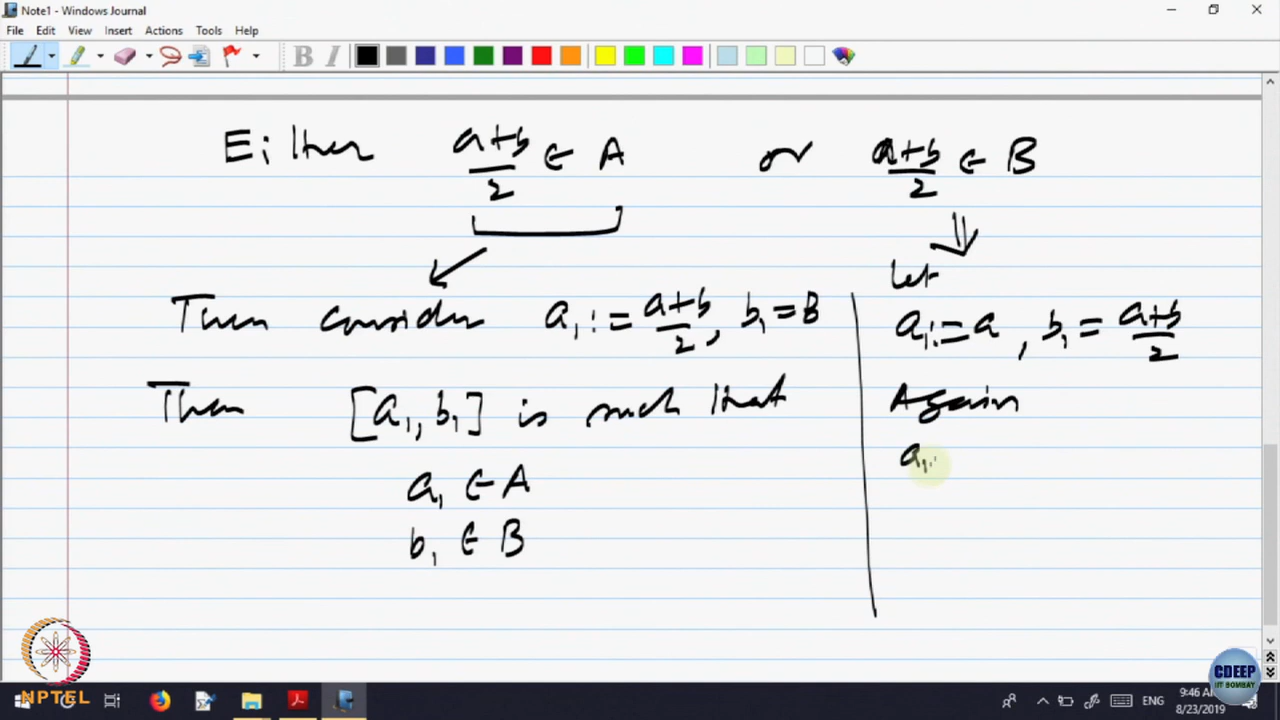 Note1 - Windows Journal
File Edit View Insert Actions Tools Help
Either a+b/2 ∈ A or a+b/2 ∈ B
Then consider a₁ := a+b/2, b₁ = B
Then [a₁, b₁] is such that
a₁ ∈ A
b₁ ∈ B
let
a₁ := a, b₁ = a+b/2
Again
a₁
NPTEL
CDEEP
IIT BOMBAY
ENG
9:46 AM
8/23/2019